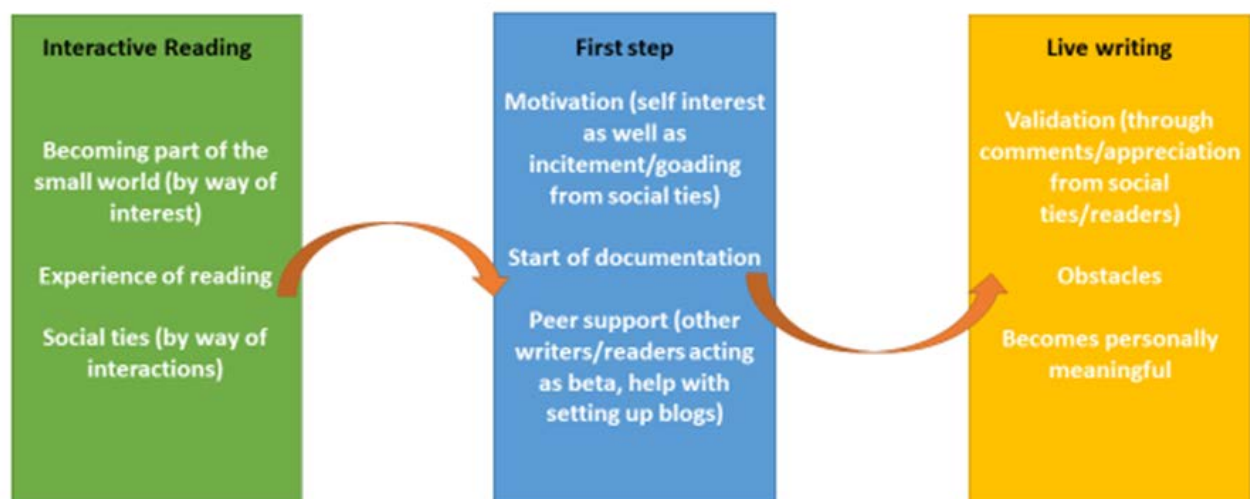 Interactive Reading
Becoming part of the
small world (by way of
interest)
Experience of reading
Social ties (by way of
interactions)
First step
Motivation (self interest
as well as
incitement/goading
from social ties)
Start of documentation
Peer support (other
writers/readers acting
as beta, help with
setting up blogs)
Live writing
Validation (through
comments/appreciation
from social
ties/readers)
Obstacles
Becomes personally
meaningful